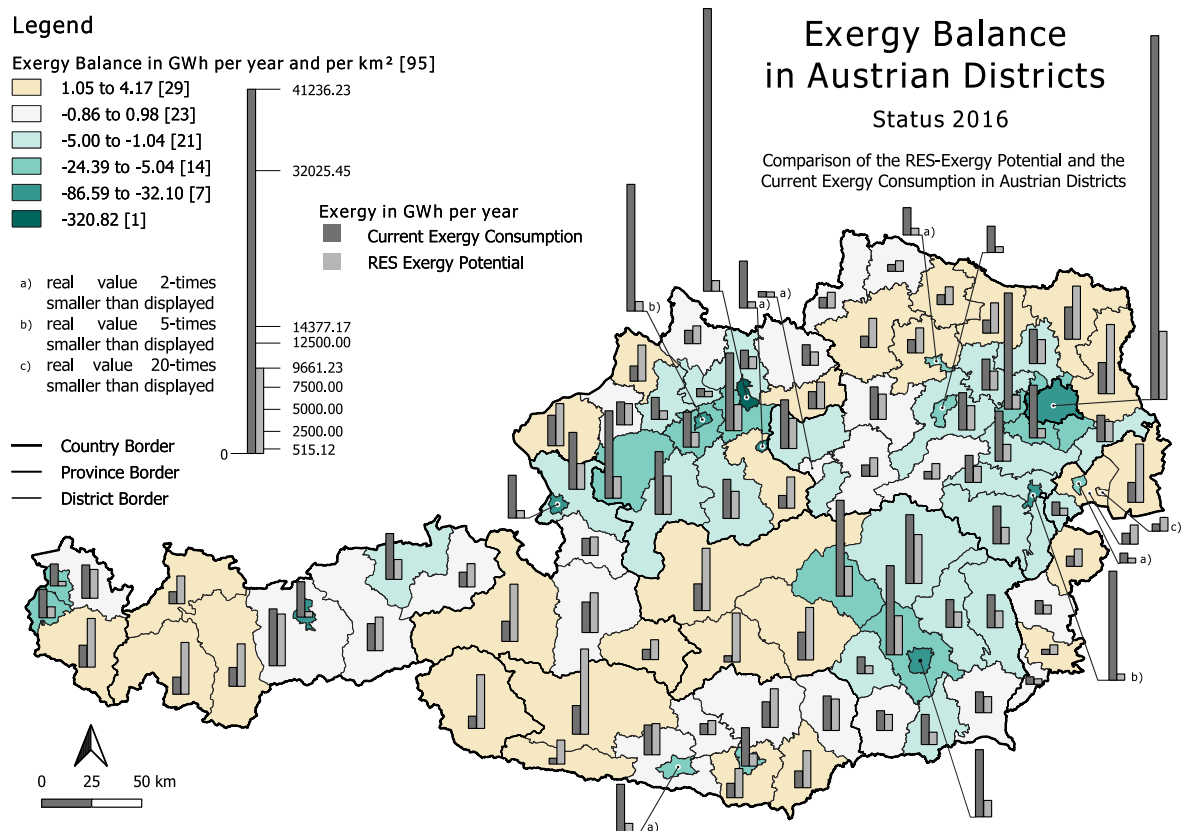 Legend
Exergy Balance in GWh per year and per km² [95]
1.05 to 4.17 [29]
-0.86 to 0.98 [23]
-5.00 to -1.04 [21]
-24.39 to -5.04 [14]
-86.59 to -32.10 [7]
-320.82 [1]
41236.23
32025.45
14377.17
12500.00
9661.23
7500.00
5000.00
2500.00
515.12
0
Exergy in GWh per year
Current Exergy Consumption
RES Exergy Potential
a) real value 2-times
smaller than displayed
b) real value 5-times
smaller than displayed
c) real value 20-times
smaller than displayed
Country Border
Province Border
District Border
0 25 50 km
Exergy Balance
in Austrian Districts
Status 2016
Comparison of the RES-Exergy Potential and the
Current Exergy Consumption in Austrian Districts
a)
b)
a)
a)
c)
a)
b)
a)